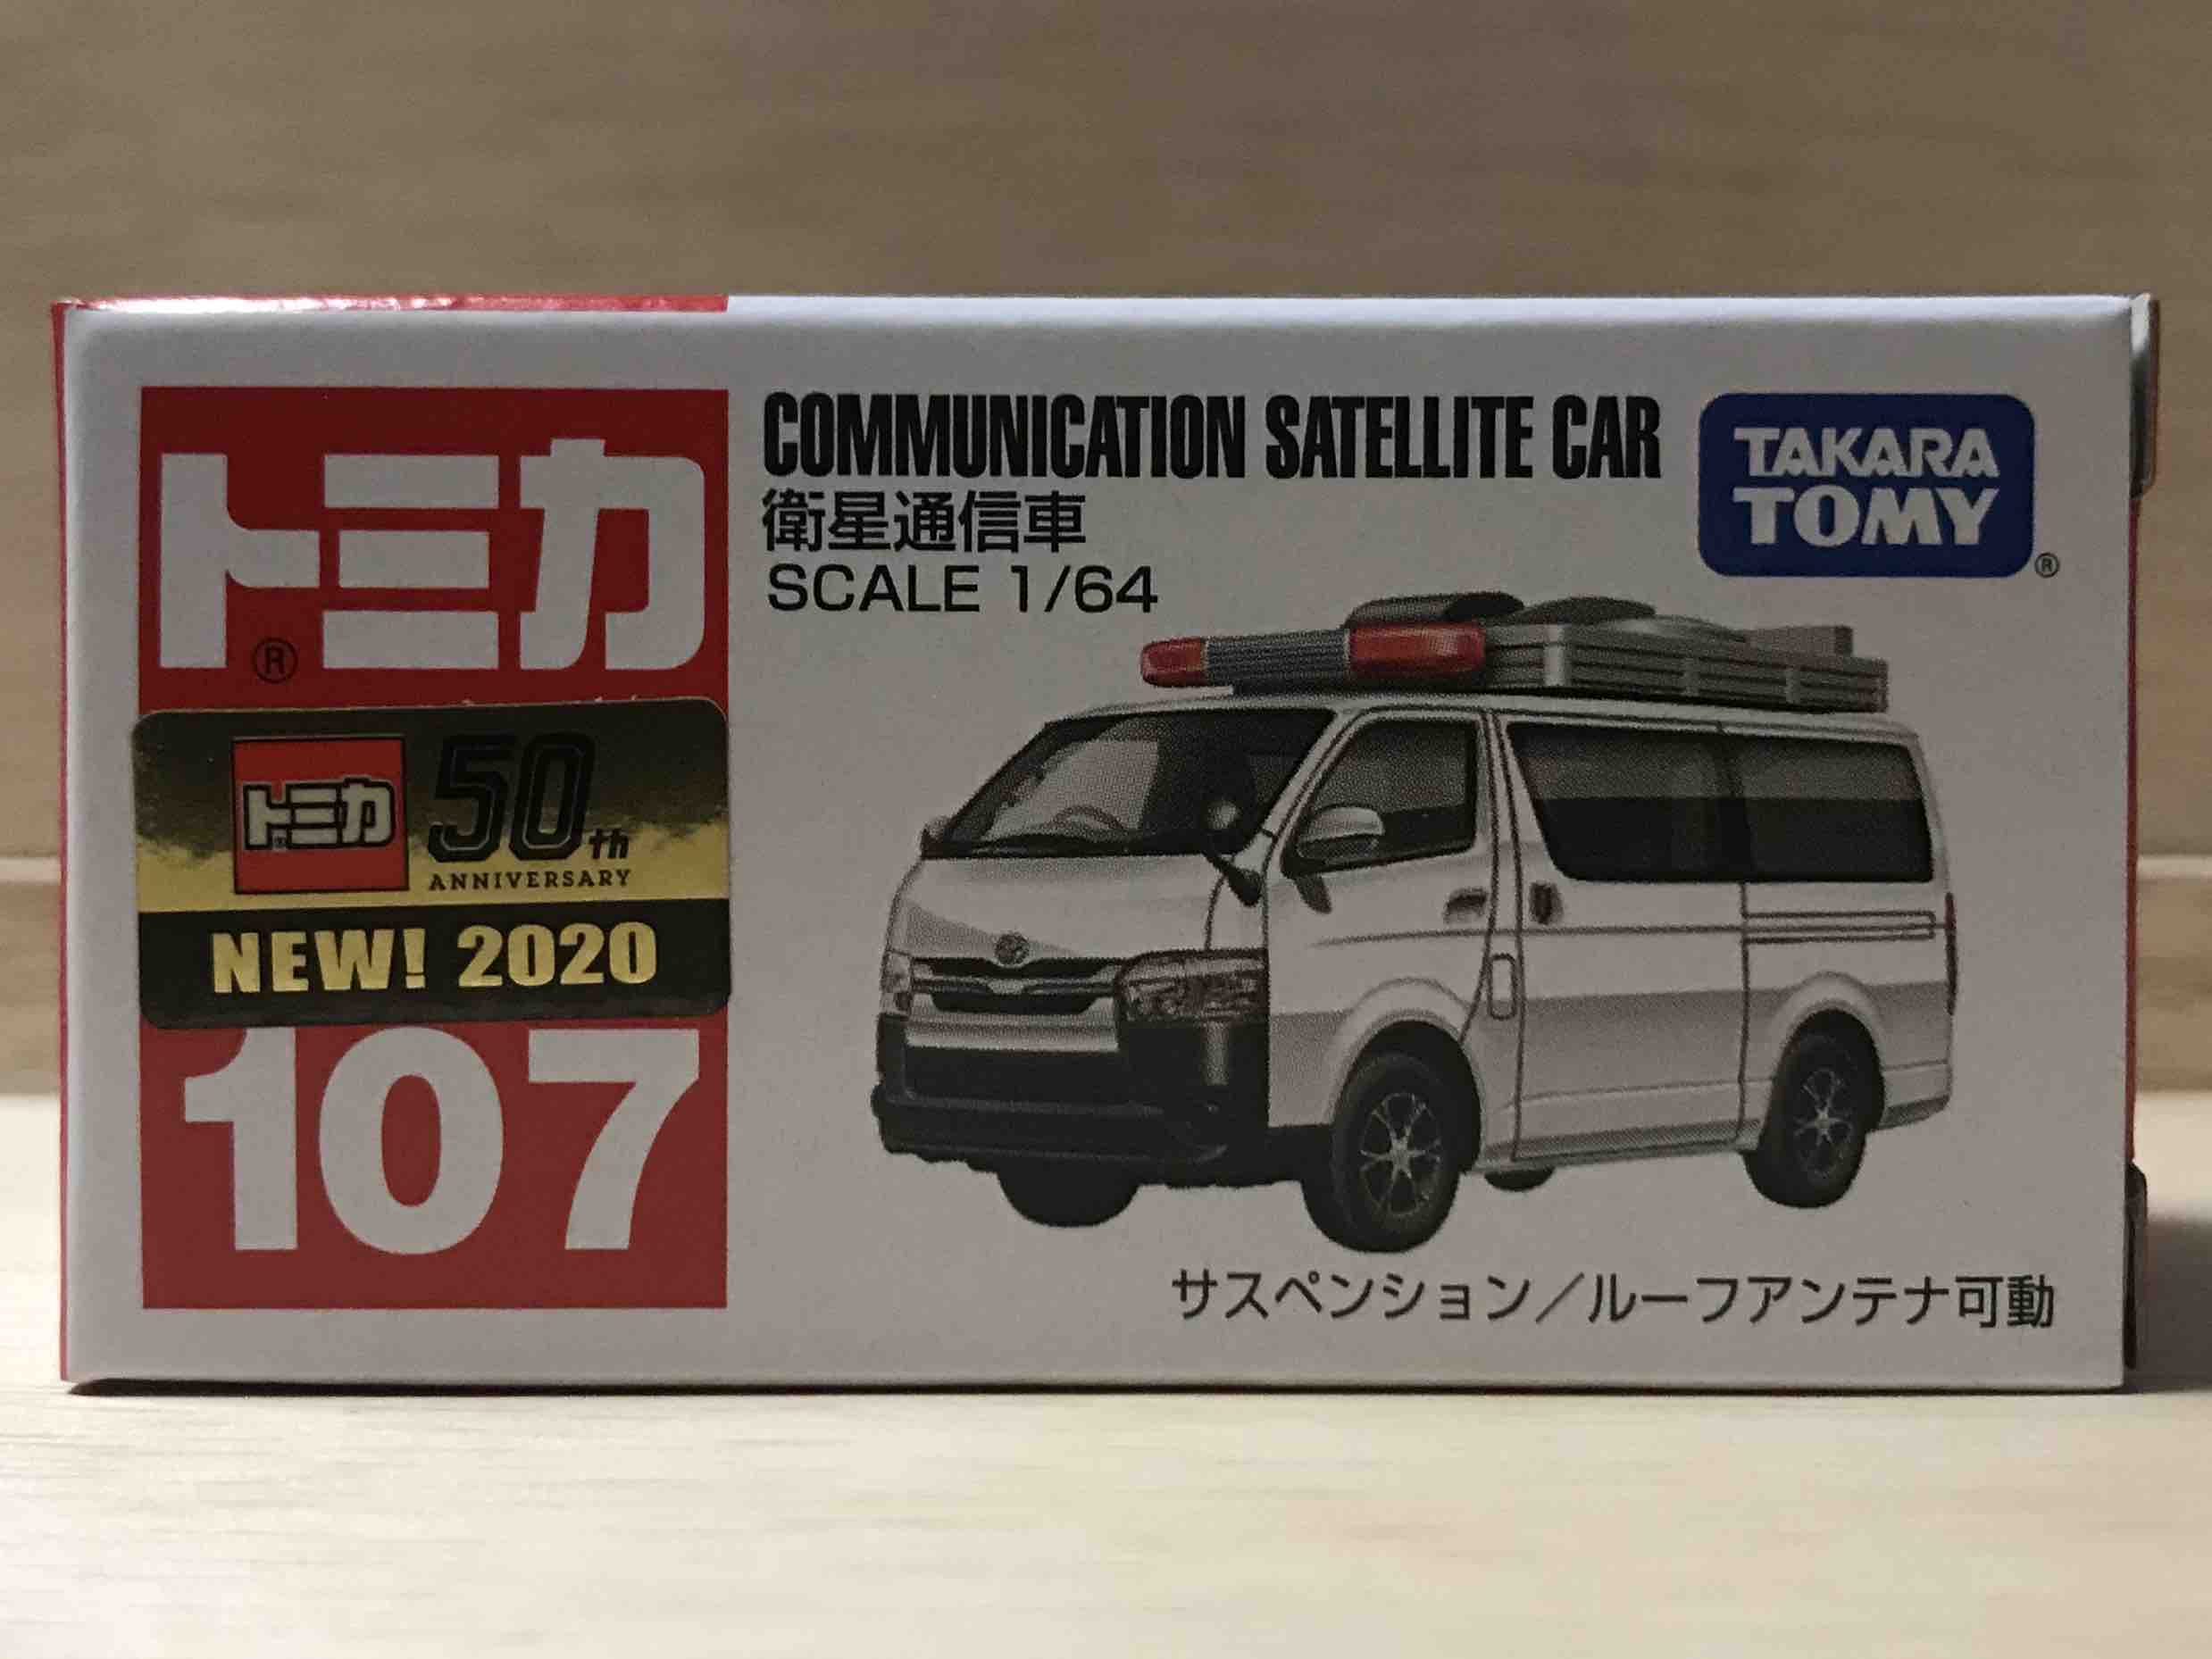 トミカ
®
トミカ
50th
ANNIVERSARY
NEW! 2020
107
COMMUNICATION SATELLITE CAR
衛星通信車
SCALE 1/64
TAKARA
TOMY
®
サスペンション／ルーフアンテナ可動